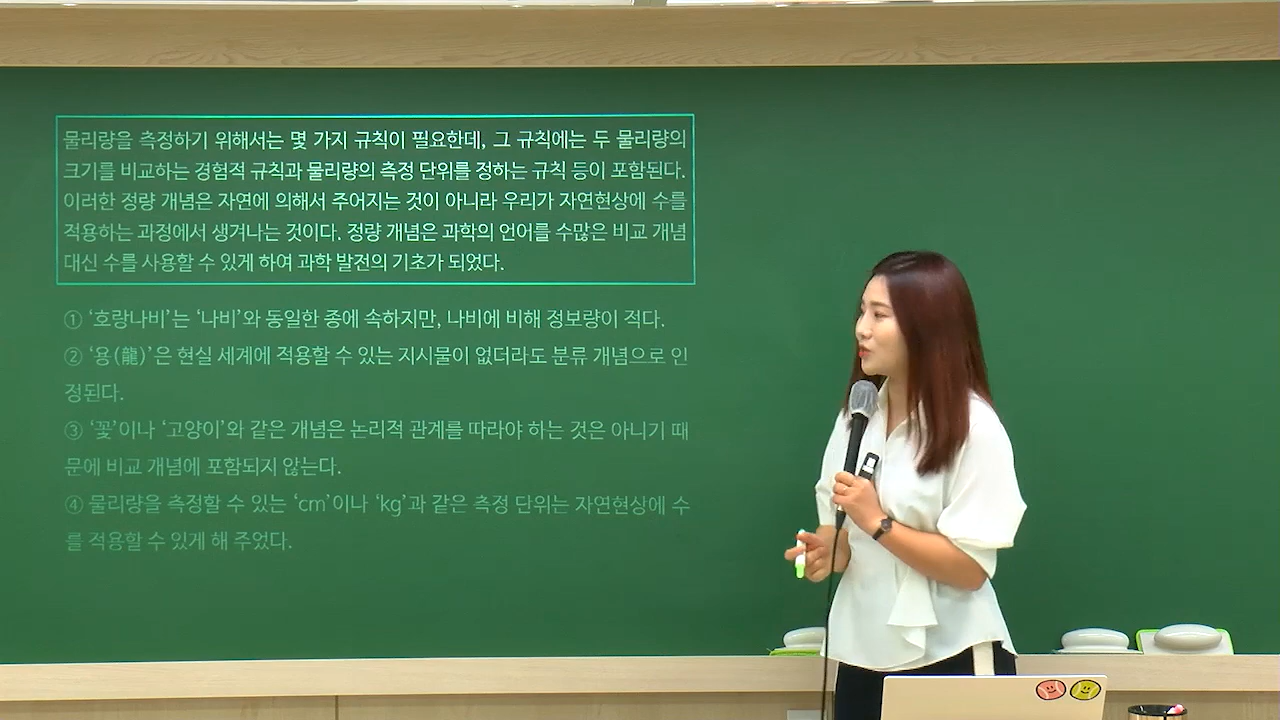 물리량을 측정하기 위해서는 몇 가지 규칙이 필요한데, 그 규칙에는 두 물리량의
크기를 비교하는 경험적 규칙과 물리량의 측정 단위를 정하는 규칙 등이 포함된다.
이러한 정량 개념은 자연에 의해서 주어지는 것이 아니라 우리가 자연현상에 수를
적용하는 과정에서 생겨나는 것이다. 정량 개념은 과학의 언어를 수많은 비교 개념
대신 수를 사용할 수 있게 하여 과학 발전의 기초가 되었다.
① ‘호랑나비’는 ‘나비’와 동일한 종에 속하지만, 나비에 비해 정보량이 적다.
② ‘용(龍)’은 현실 세계에 적용할 수 있는 지시물이 없더라도 분류 개념으로 인
정된다.
③ ‘꽃’이나 ‘고양이’와 같은 개념은 논리적 관계를 따라야 하는 것은 아니기 때
문에 비교 개념에 포함되지 않는다.
④ 물리량을 측정할 수 있는 ‘cm’이나 ‘kg’과 같은 측정 단위는 자연현상에 수
를 적용할 수 있게 해 주었다.